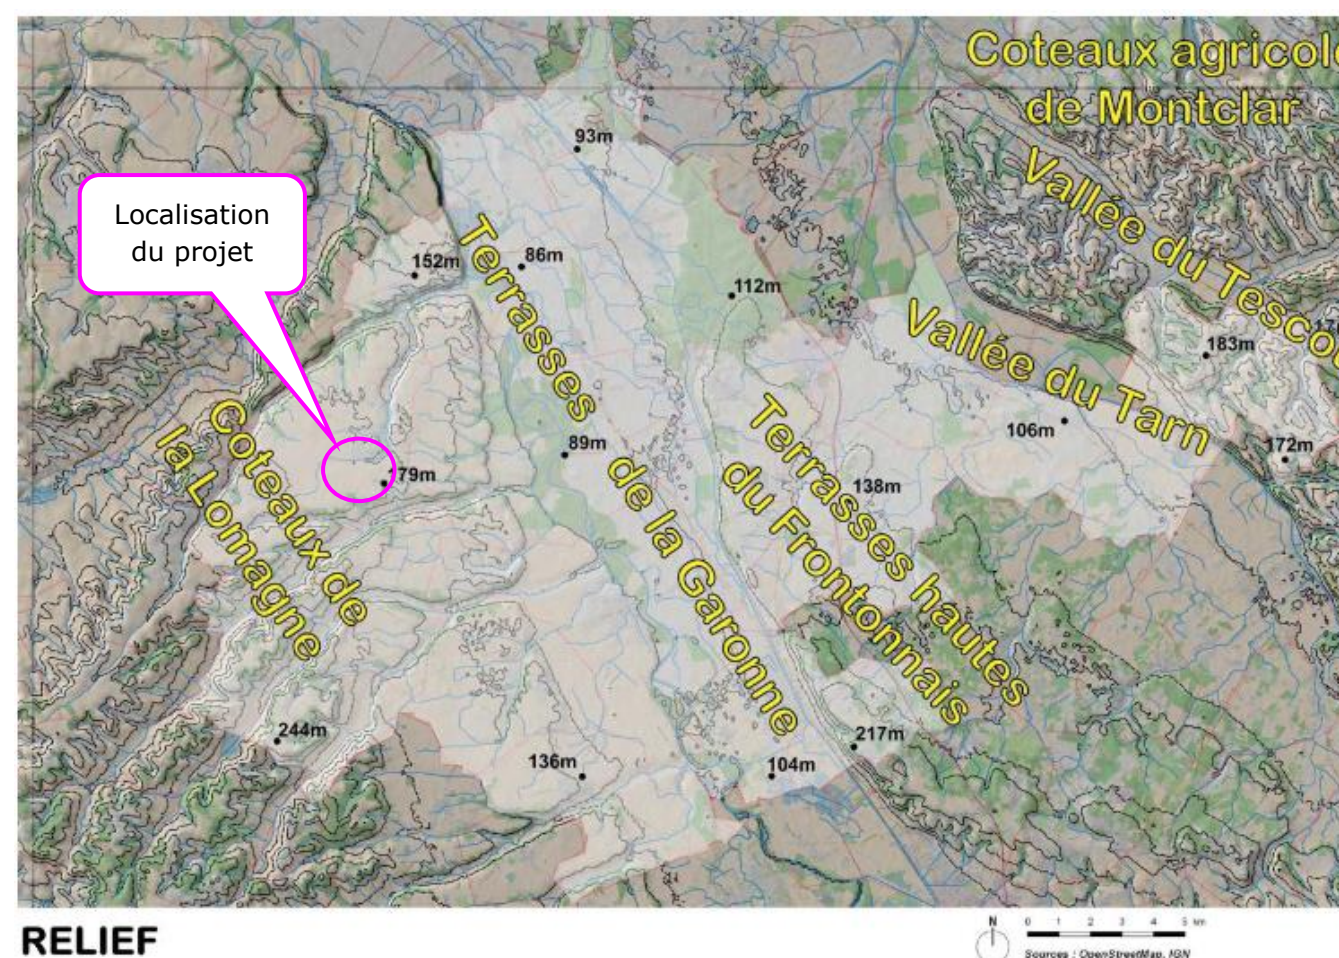 Coteaux agricole
de Montclar
Vallée du Tescou
93m
Localisation
du projet
152m
86m
Terrasses
de la Garonne
112m
Vallée du Tarn
183m
Coteaux de
la Lomagne
89m
Terrasses hautes
du Frontonnais
106m
172m
179m
138m
244m
136m
104m
217m
RELIEF
N
0 1 2 3 4 5 km
Sources : OpenStreetMap, IGN